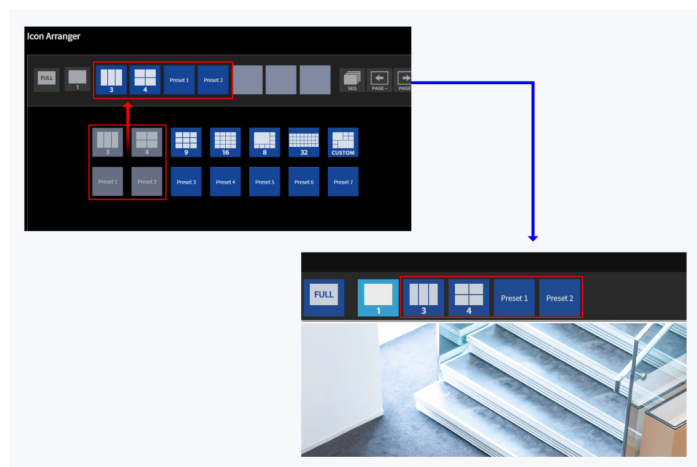 Icon Arranger
FULL
1
3
4
Preset 1
Preset 2
SEQ
PAGE -
PAGE
3
4
9
16
8
32
CUSTOM
Preset 1
Preset 2
Preset 3
Preset 4
Preset 5
Preset 6
Preset 7
FULL
1
3
4
Preset 1
Preset 2